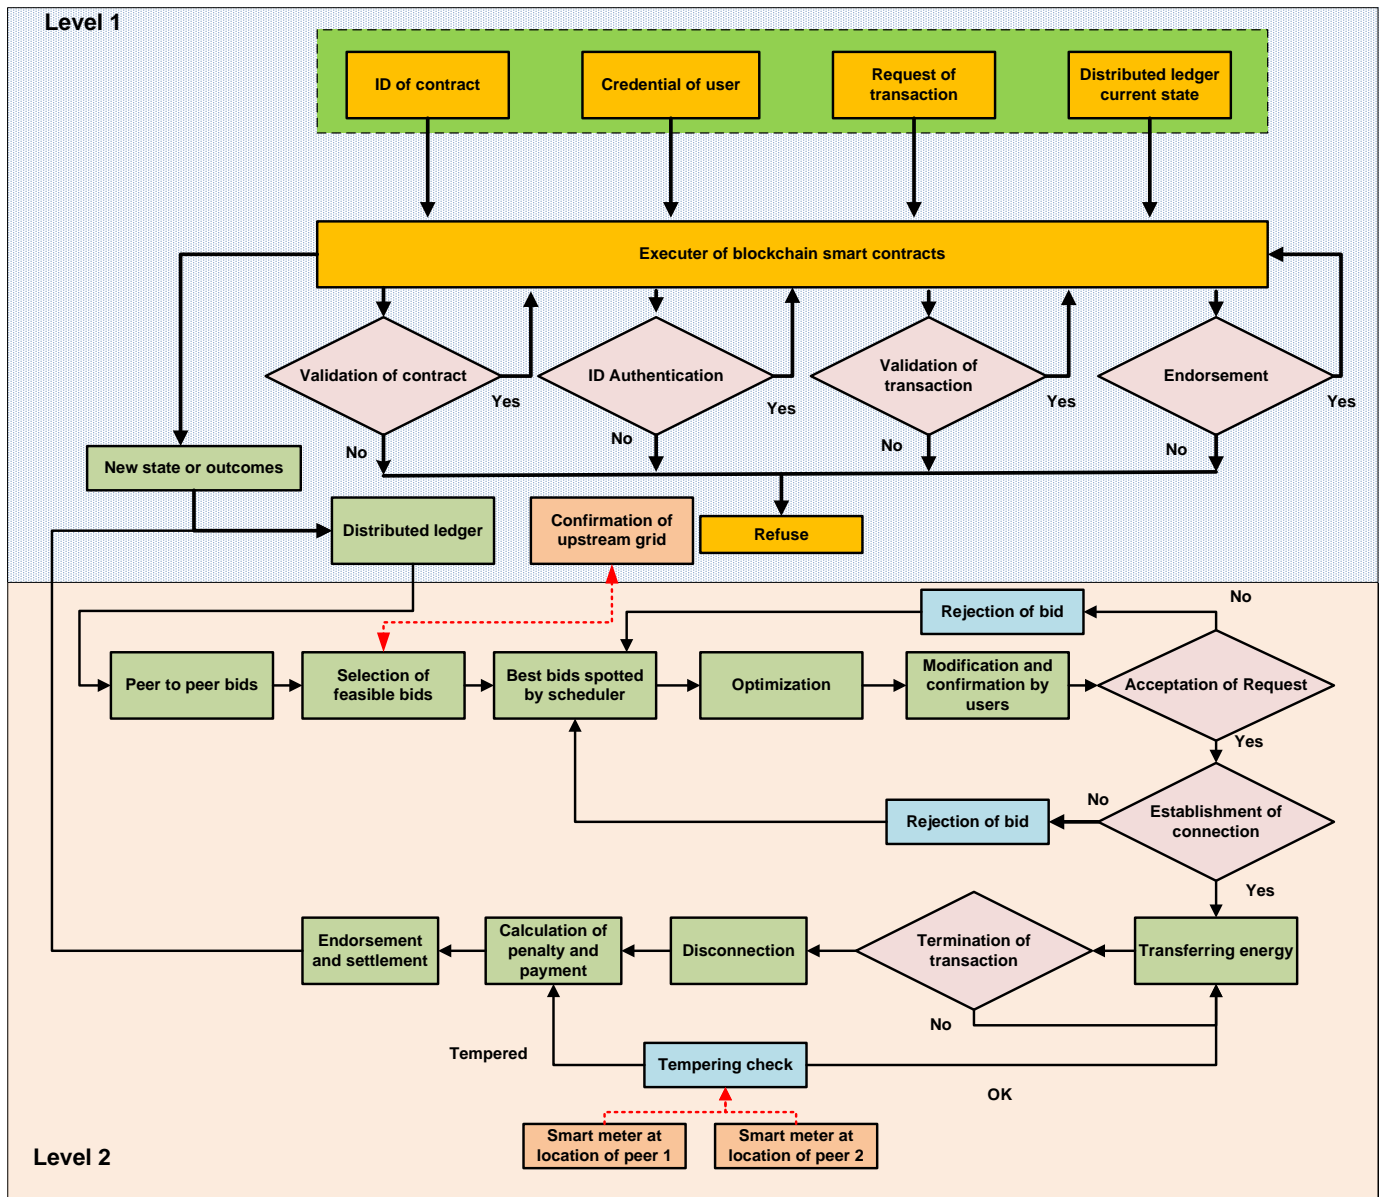 Level 1
ID of contract
Credential of user
Request of
transaction
Distributed ledger
current state
Executer of blockchain smart contracts
Validation of contract
Yes
No
ID Authentication
Yes
No
Validation of
transaction
Yes
No
Endorsement
Yes
No
New state or outcomes
Distributed ledger
Confirmation of
upstream grid
Refuse
Rejection of bid
No
Peer to peer bids
Selection of
feasible bids
Best bids spotted
by scheduler
Optimization
Modification and
confirmation by
users
Acceptation of Request
Yes
Rejection of bid
No
Establishment of
connection
Yes
Endorsement
and settlement
Calculation of
penalty and
payment
Disconnection
Termination of
transaction
Transferring energy
No
Tempered
Tempering check
OK
Smart meter at
location of peer 1
Smart meter at
location of peer 2
Level 2